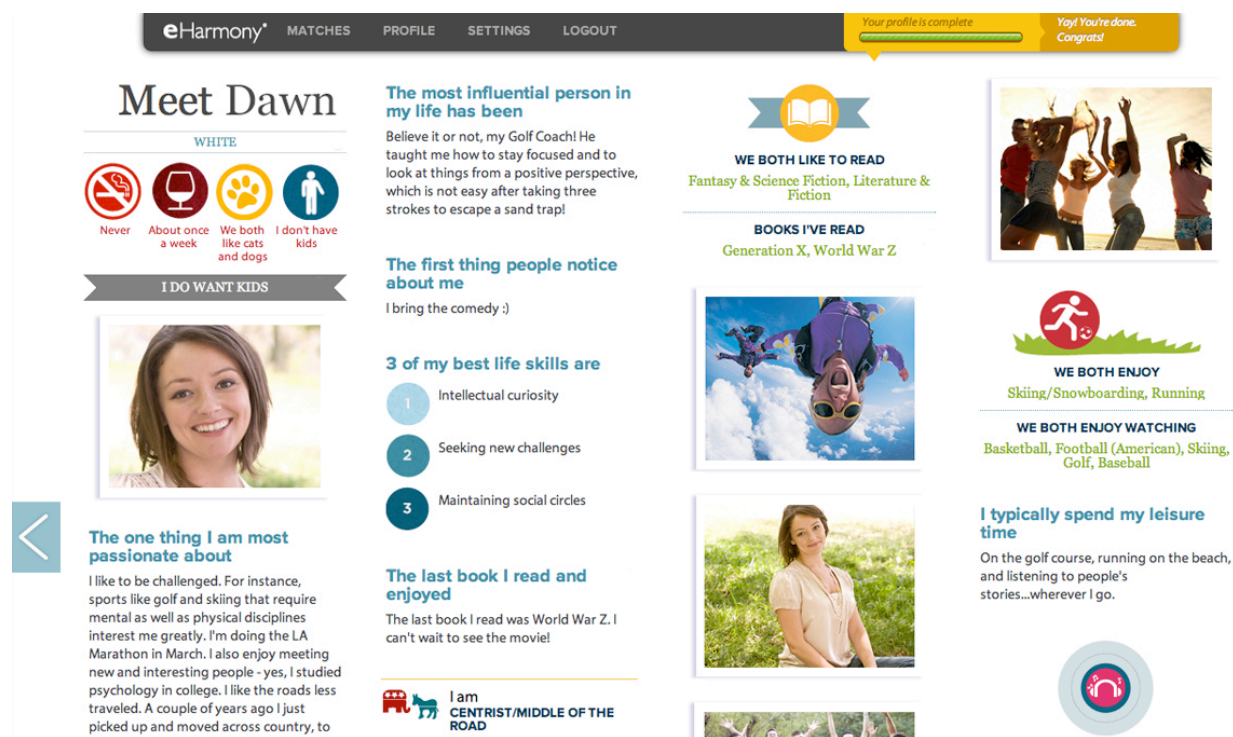 eHarmony
MATCHES
PROFILE
SETTINGS
LOGOUT
Your profile is complete
Yay! You're done.
Congrats!
Meet Dawn
WHITE
Never
About once
a week
We both
like cats
and dogs
I don't have
kids
I DO WANT KIDS
The one thing I am most
passionate about
I like to be challenged. For instance,
sports like golf and skiing that require
mental as well as physical disciplines
interest me greatly. I'm doing the LA
Marathon in March. I also enjoy meeting
new and interesting people - yes, I studied
psychology in college. I like the roads less
traveled. A couple of years ago I just
picked up and moved across country, to
The most influential person in
my life has been
Believe it or not, my Golf Coach! He
taught me how to stay focused and to
look at things from a positive perspective,
which is not easy after taking three
strokes to escape a sand trap!
The first thing people notice
about me
I bring the comedy :)
3 of my best life skills are
1
Intellectual curiosity
2
Seeking new challenges
3
Maintaining social circles
The last book I read and
enjoyed
The last book I read was World War Z. I
can't wait to see the movie!
I am
CENTRIST/MIDDLE OF THE
ROAD
WE BOTH LIKE TO READ
Fantasy & Science Fiction, Literature &
Fiction
BOOKS I'VE READ
Generation X, World War Z
WE BOTH ENJOY
Skiing/Snowboarding, Running
WE BOTH ENJOY WATCHING
Basketball, Football (American), Skiing,
Golf, Baseball
I typically spend my leisure
time
On the golf course, running on the beach,
and listening to people's
stories...wherever I go.